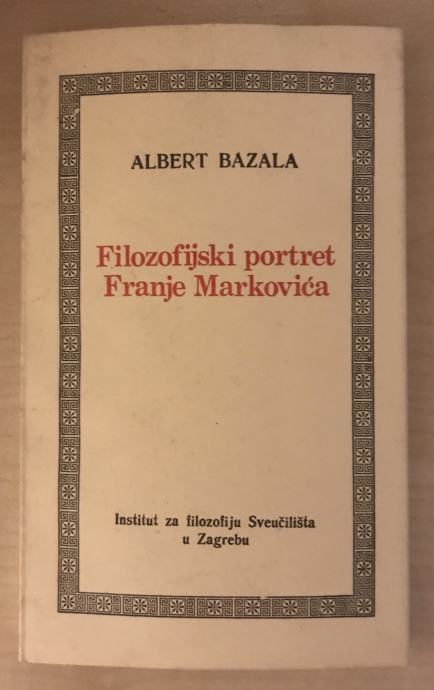 ALBERT BAZALA
Filozofijski portret
Franje Markovića
Institut za filozofiju Sveučilišta
u Zagrebu